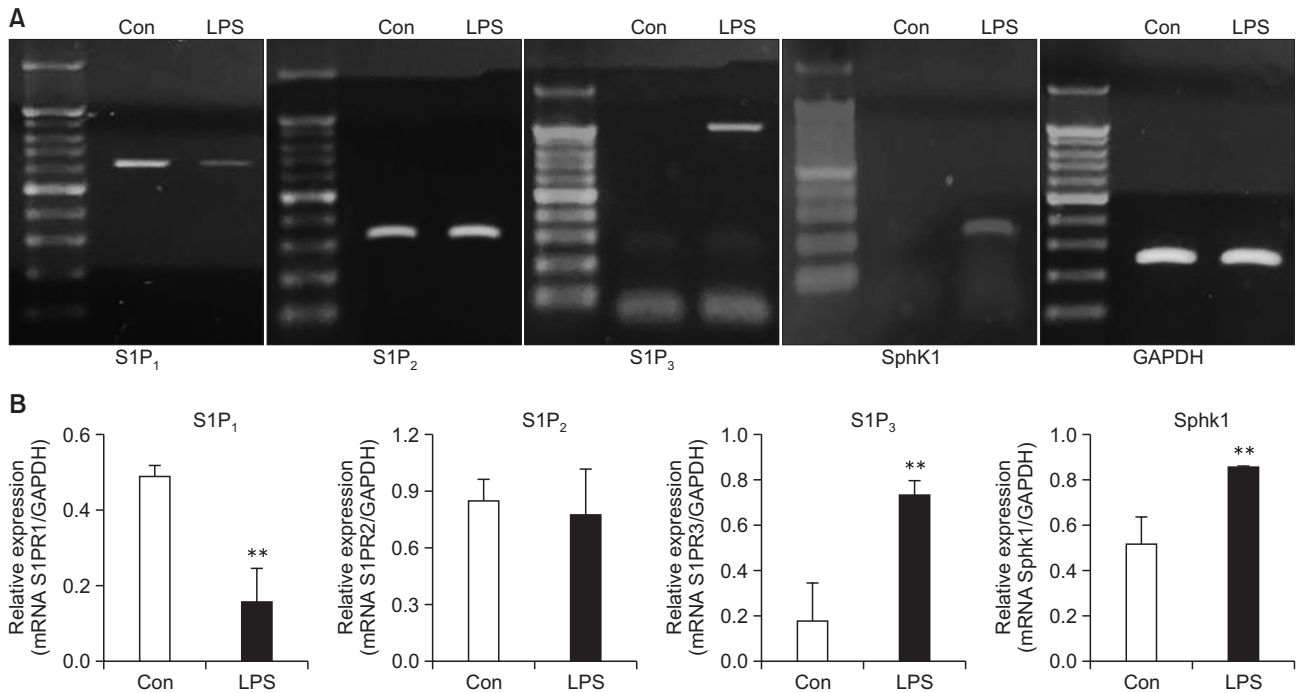 A
Con LPS Con LPS Con LPS Con LPS Con LPS
S1P₁ S1P₂ S1P₃ SphK1 GAPDH
B
S1P₁
Relative expression
(mRNA S1PR1/GAPDH)
0.6
0.4
0.2
0.0
**
Con LPS
S1P₂
Relative expression
(mRNA S1PR2/GAPDH)
1.2
0.9
0.6
0.3
0.0
Con LPS
S1P₃
Relative expression
(mRNA S1PR3/GAPDH)
1.0
0.8
0.6
0.4
0.2
0.0
**
Con LPS
Sphk1
Relative expression
(mRNA Sphk1/GAPDH)
1.0
0.8
0.6
0.4
0.2
0.0
**
Con LPS